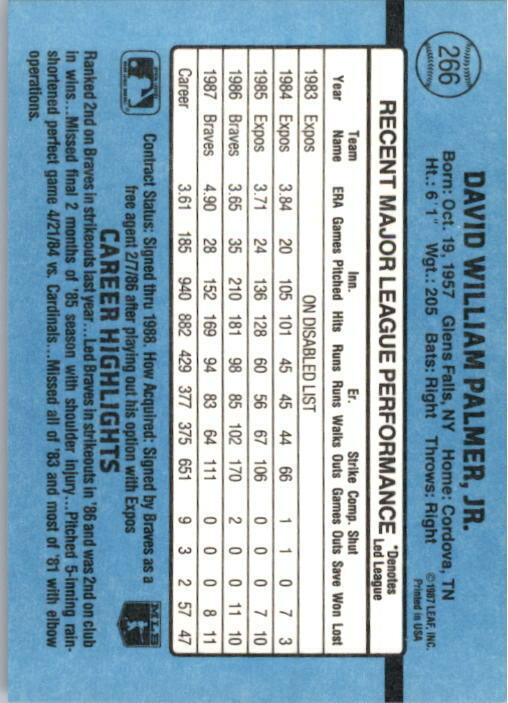 266
DAVID WILLIAM PALMER, JR.
Born: Oct. 19, 1957 Glens Falls, NY Home: Cordova, TN
Ht.: 6'1" Wgt.: 205 Bats: Right Throws: Right
©1987 LEAF, INC.
Printed in USA
RECENT MAJOR LEAGUE PERFORMANCE *Denotes Led League
Year Team Name ERA Games Inn. Pitched Hits Runs Er. Runs Walks Strike Outs Comp. Games Shut Outs Save Won Lost
1983 Expos ON DISABLED LIST
1984 Expos 3.84 20 105 101 45 45 44 66 1 1 0 7 3
1985 Expos 3.71 24 136 128 60 56 67 106 0 0 0 7 10
1986 Braves 3.65 35 210 181 98 85 102 170 2 0 0 11 10
1987 Braves 4.90 28 152 169 94 83 64 111 0 0 0 8 11
Career 3.61 185 940 882 429 377 375 651 9 3 2 57 47
Contract Status: Signed thru 1988. How Acquired: Signed by Braves as a
free agent 2/7/86 after playing out his option with Expos
MLB
CAREER HIGHLIGHTS
Ranked 2nd on Braves in strikeouts last year...Led Braves in strikeouts in '86 and was 2nd on club
in wins...Missed final 2 months of '85 season with shoulder injury...Pitched 5-inning rain-
shortened perfect game 4/21/84 vs. Cardinals...Missed all of '83 and most of '81 with elbow
operations.